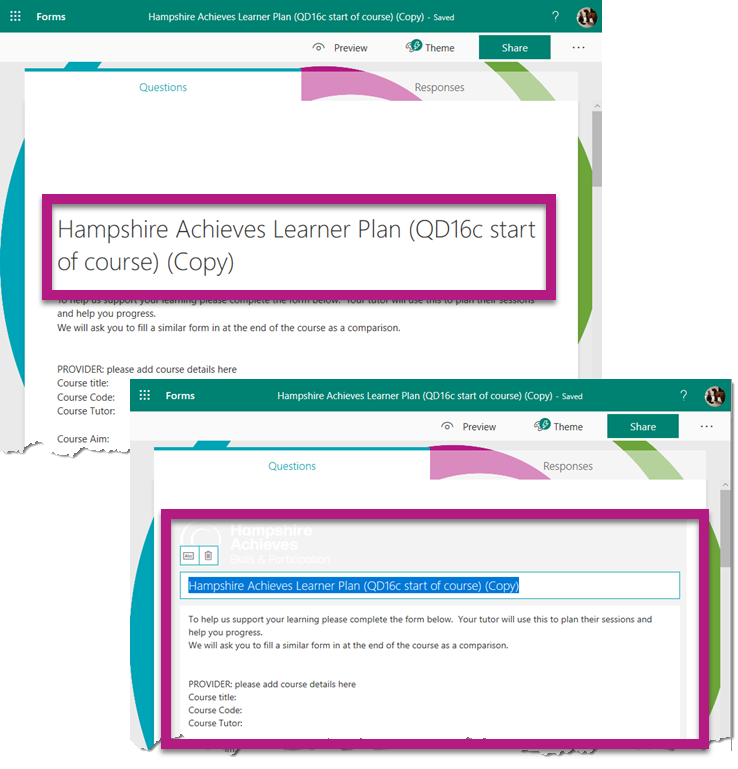 Forms
Hampshire Achieves Learner Plan (QD16c start of course) (Copy) - Saved
?
Preview
Theme
Share
...
Questions
Responses
Hampshire Achieves Learner Plan (QD16c start
of course) (Copy)
To help us support your learning please complete the form below. Your tutor will use this to plan their sessions
and help you progress.
We will ask you to fill a similar form in at the end of the course as a comparison.
PROVIDER: please add course details here
Course title:
Course Code:
Course Tutor:
Course Aim:
Forms
Hampshire Achieves Learner Plan (QD16c start of course) (Copy) - Saved
?
Preview
Theme
Share
...
Questions
Responses
Hampshire
Achieves
Skills & Participation
Hampshire Achieves Learner Plan (QD16c start of course) (Copy)
To help us support your learning please complete the form below. Your tutor will use this to plan their sessions and
help you progress.
We will ask you to fill a similar form in at the end of the course as a comparison.
PROVIDER: please add course details here
Course title:
Course Code:
Course Tutor: